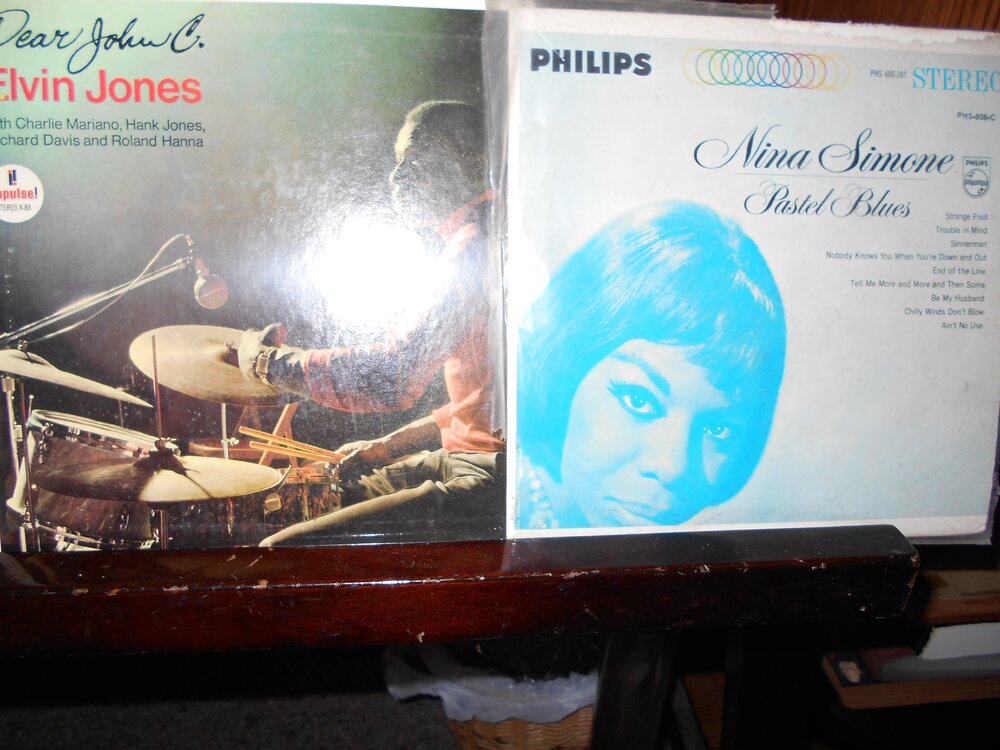 Dear John C.
Elvin Jones
th Charlie Mariano, Hank Jones,
chard Davis and Roland Hanna
impulse!
STEREO A-88
PHILIPS
PHS 600-187 STEREO
PHS-808-C
Nina Simone
PHILIPS
Pastel Blues
Strange Fruit
Trouble in Mind
Sinnerman
Nobody Knows You When You're Down and Out
End of the Line
Tell Me More and More and Then Some
Be My Husband
Chilly Winds Don't Blow
Ain't No Use